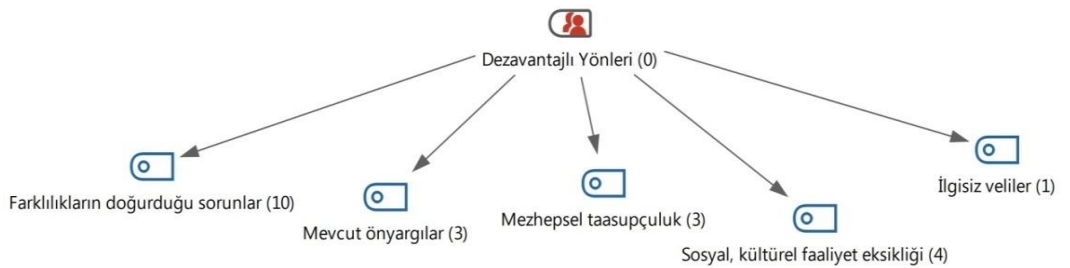 Dezavantajlı Yönleri (0)
Farklılıkların doğurduğu sorunlar (10)
Mevcut önyargılar (3)
Mezhepsel taasupçuluk (3)
Sosyal, kültürel faaliyet eksikliği (4)
İlgisiz veliler (1)